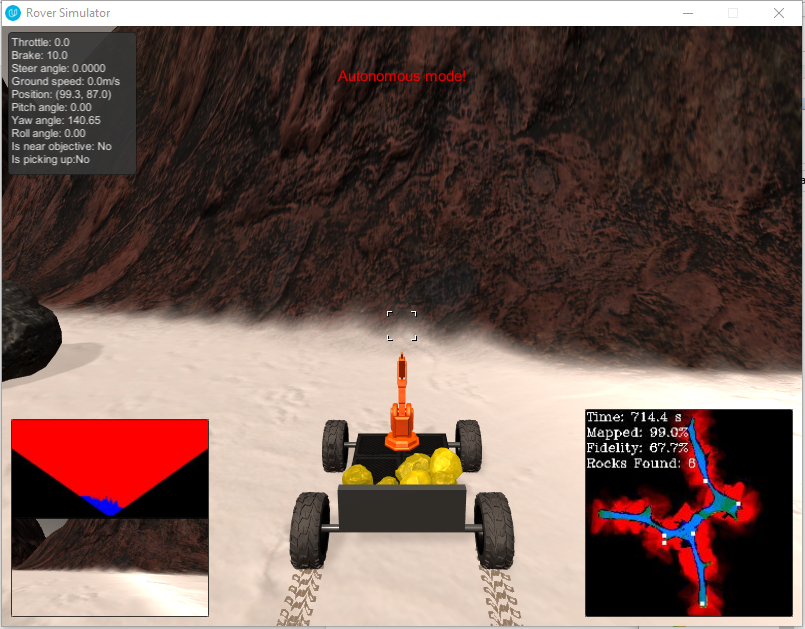 Rover Simulator
Throttle: 0.0
Brake: 10.0
Steer angle: 0.0000
Ground speed: 0.0m/s
Position: (99.3, 87.0)
Pitch angle: 0.00
Yaw angle: 140.65
Roll angle: 0.00
Is near objective: No
Is picking up:No
Autonomous mode!
Time: 714.4 s
Mapped: 99.0%
Fidelity: 67.7%
Rocks Found: 6